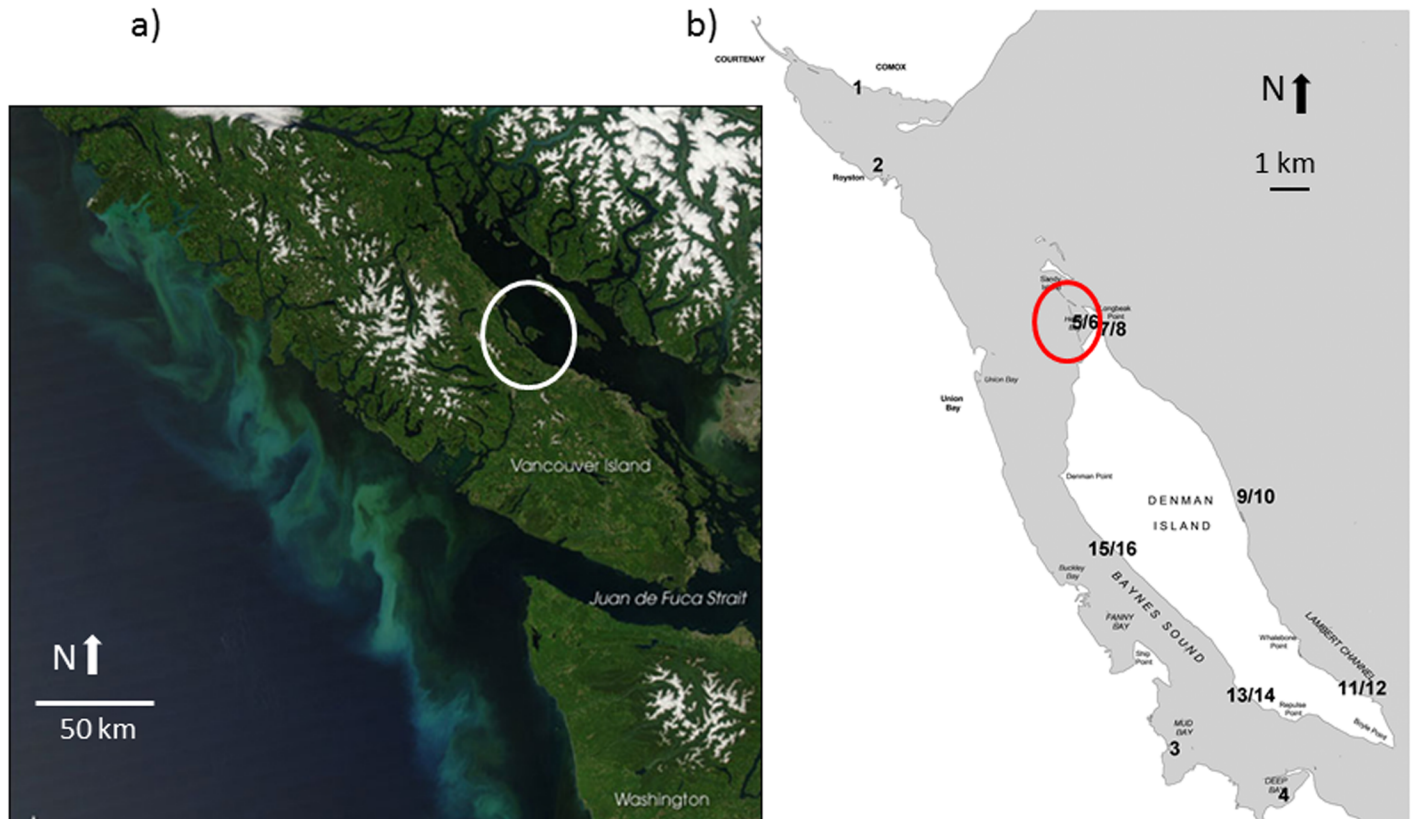 a)
b)
COURTENAY
COMOX
1
N
1 km
2
Royston
Sandy
Longbeak
Point
5/6
7/8
Union Bay
Union
Bay
Vancouver Island
Denman Point
DENMAN
ISLAND
9/10
15/16
Buckley
Bay
BAYNES SOUND
FANNY
BAY
Juan de Fuca Strait
LAMBERT CHANNEL
Whalebone
Point
Ship
Point
N
11/12
13/14
Repulse
Point
50 km
MUD
BAY
Boyle Point
3
DEEP
4
Washington